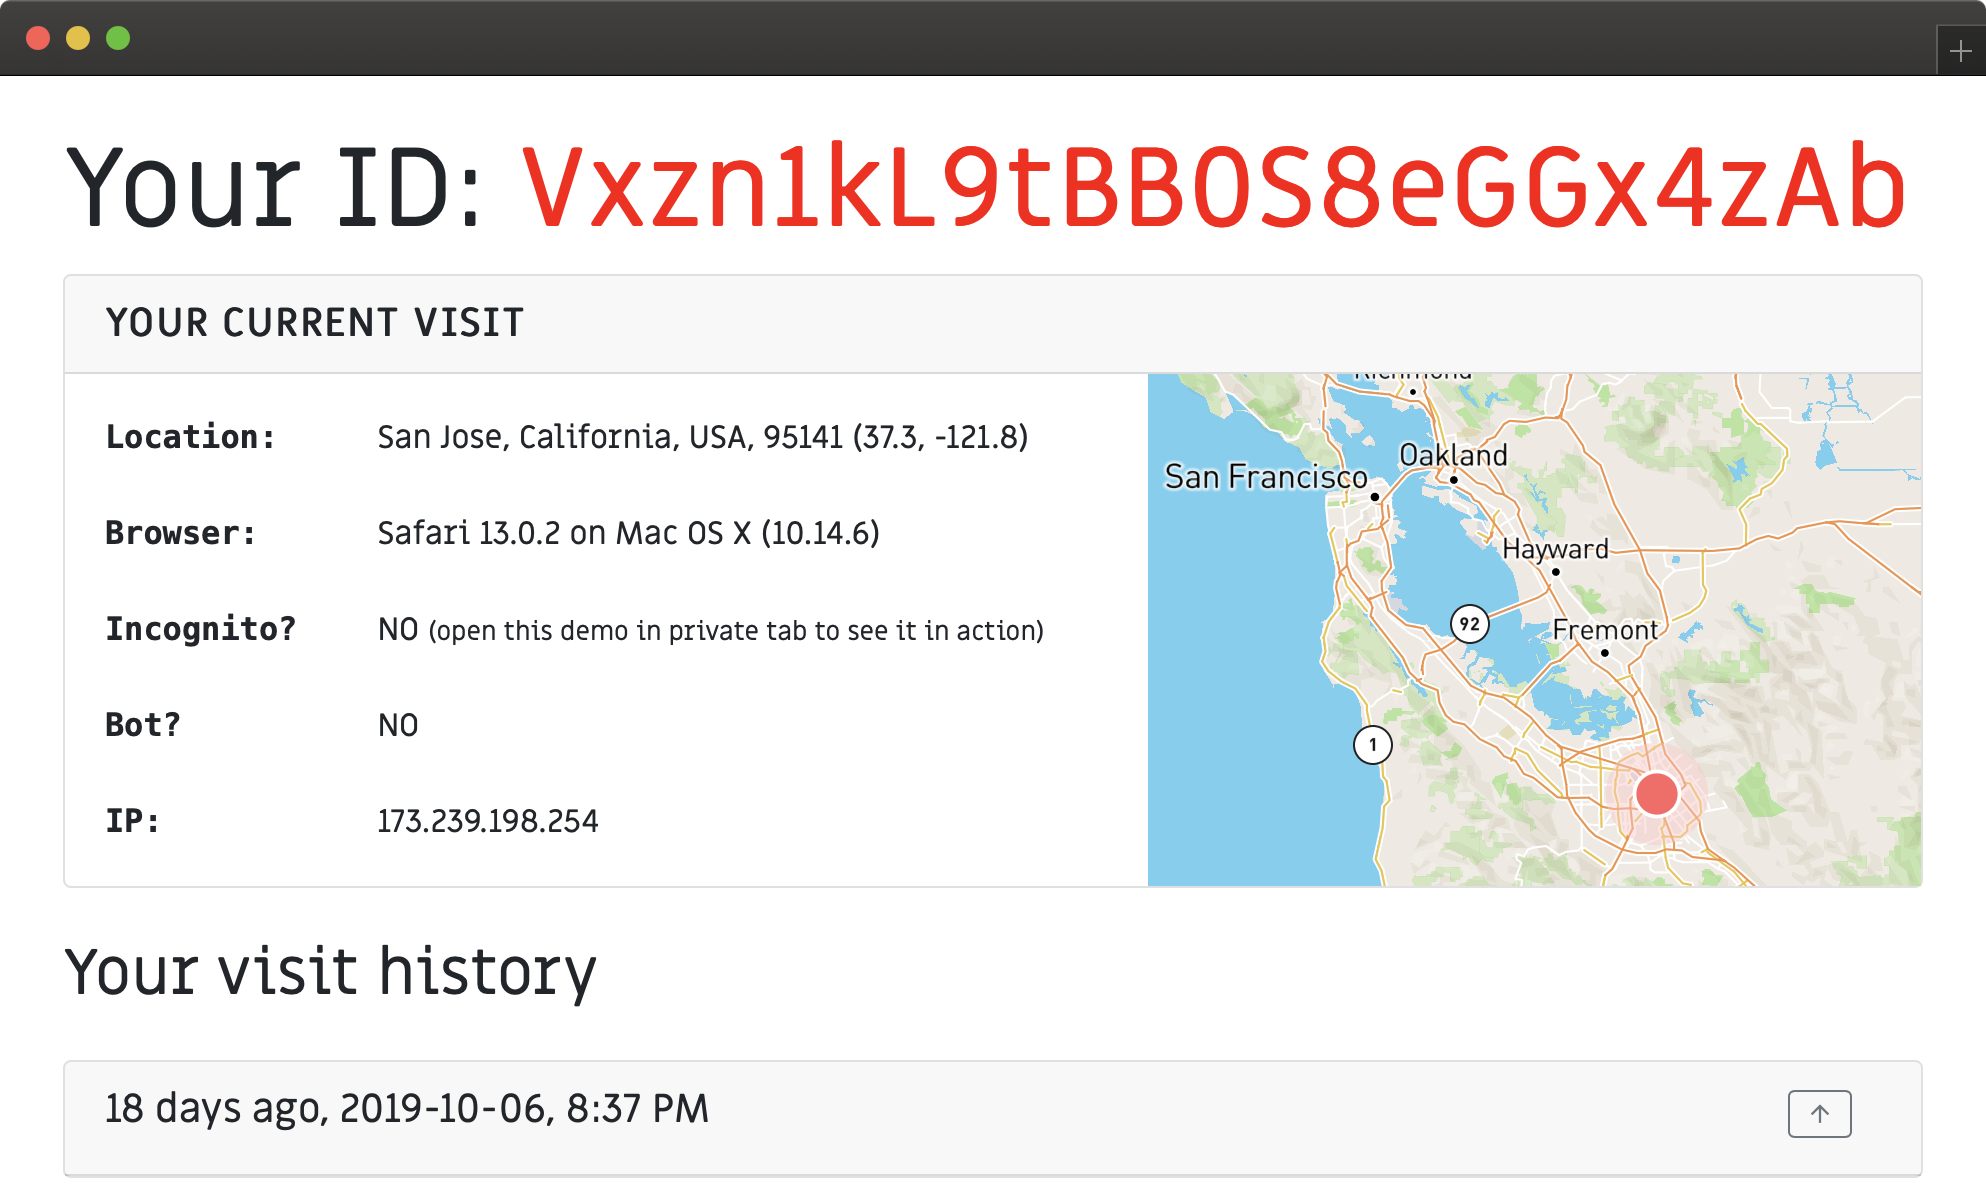 Your ID: Vxzn1kL9tBB0S8eGGx4zAb
YOUR CURRENT VISIT
Location: San Jose, California, USA, 95141 (37.3, -121.8)
Browser: Safari 13.0.2 on Mac OS X (10.14.6)
Incognito? NO (open this demo in private tab to see it in action)
Bot? NO
IP: 173.239.198.254
Richmond
Oakland
San Francisco
Hayward
92
Fremont
1
Your visit history
18 days ago, 2019-10-06, 8:37 PM